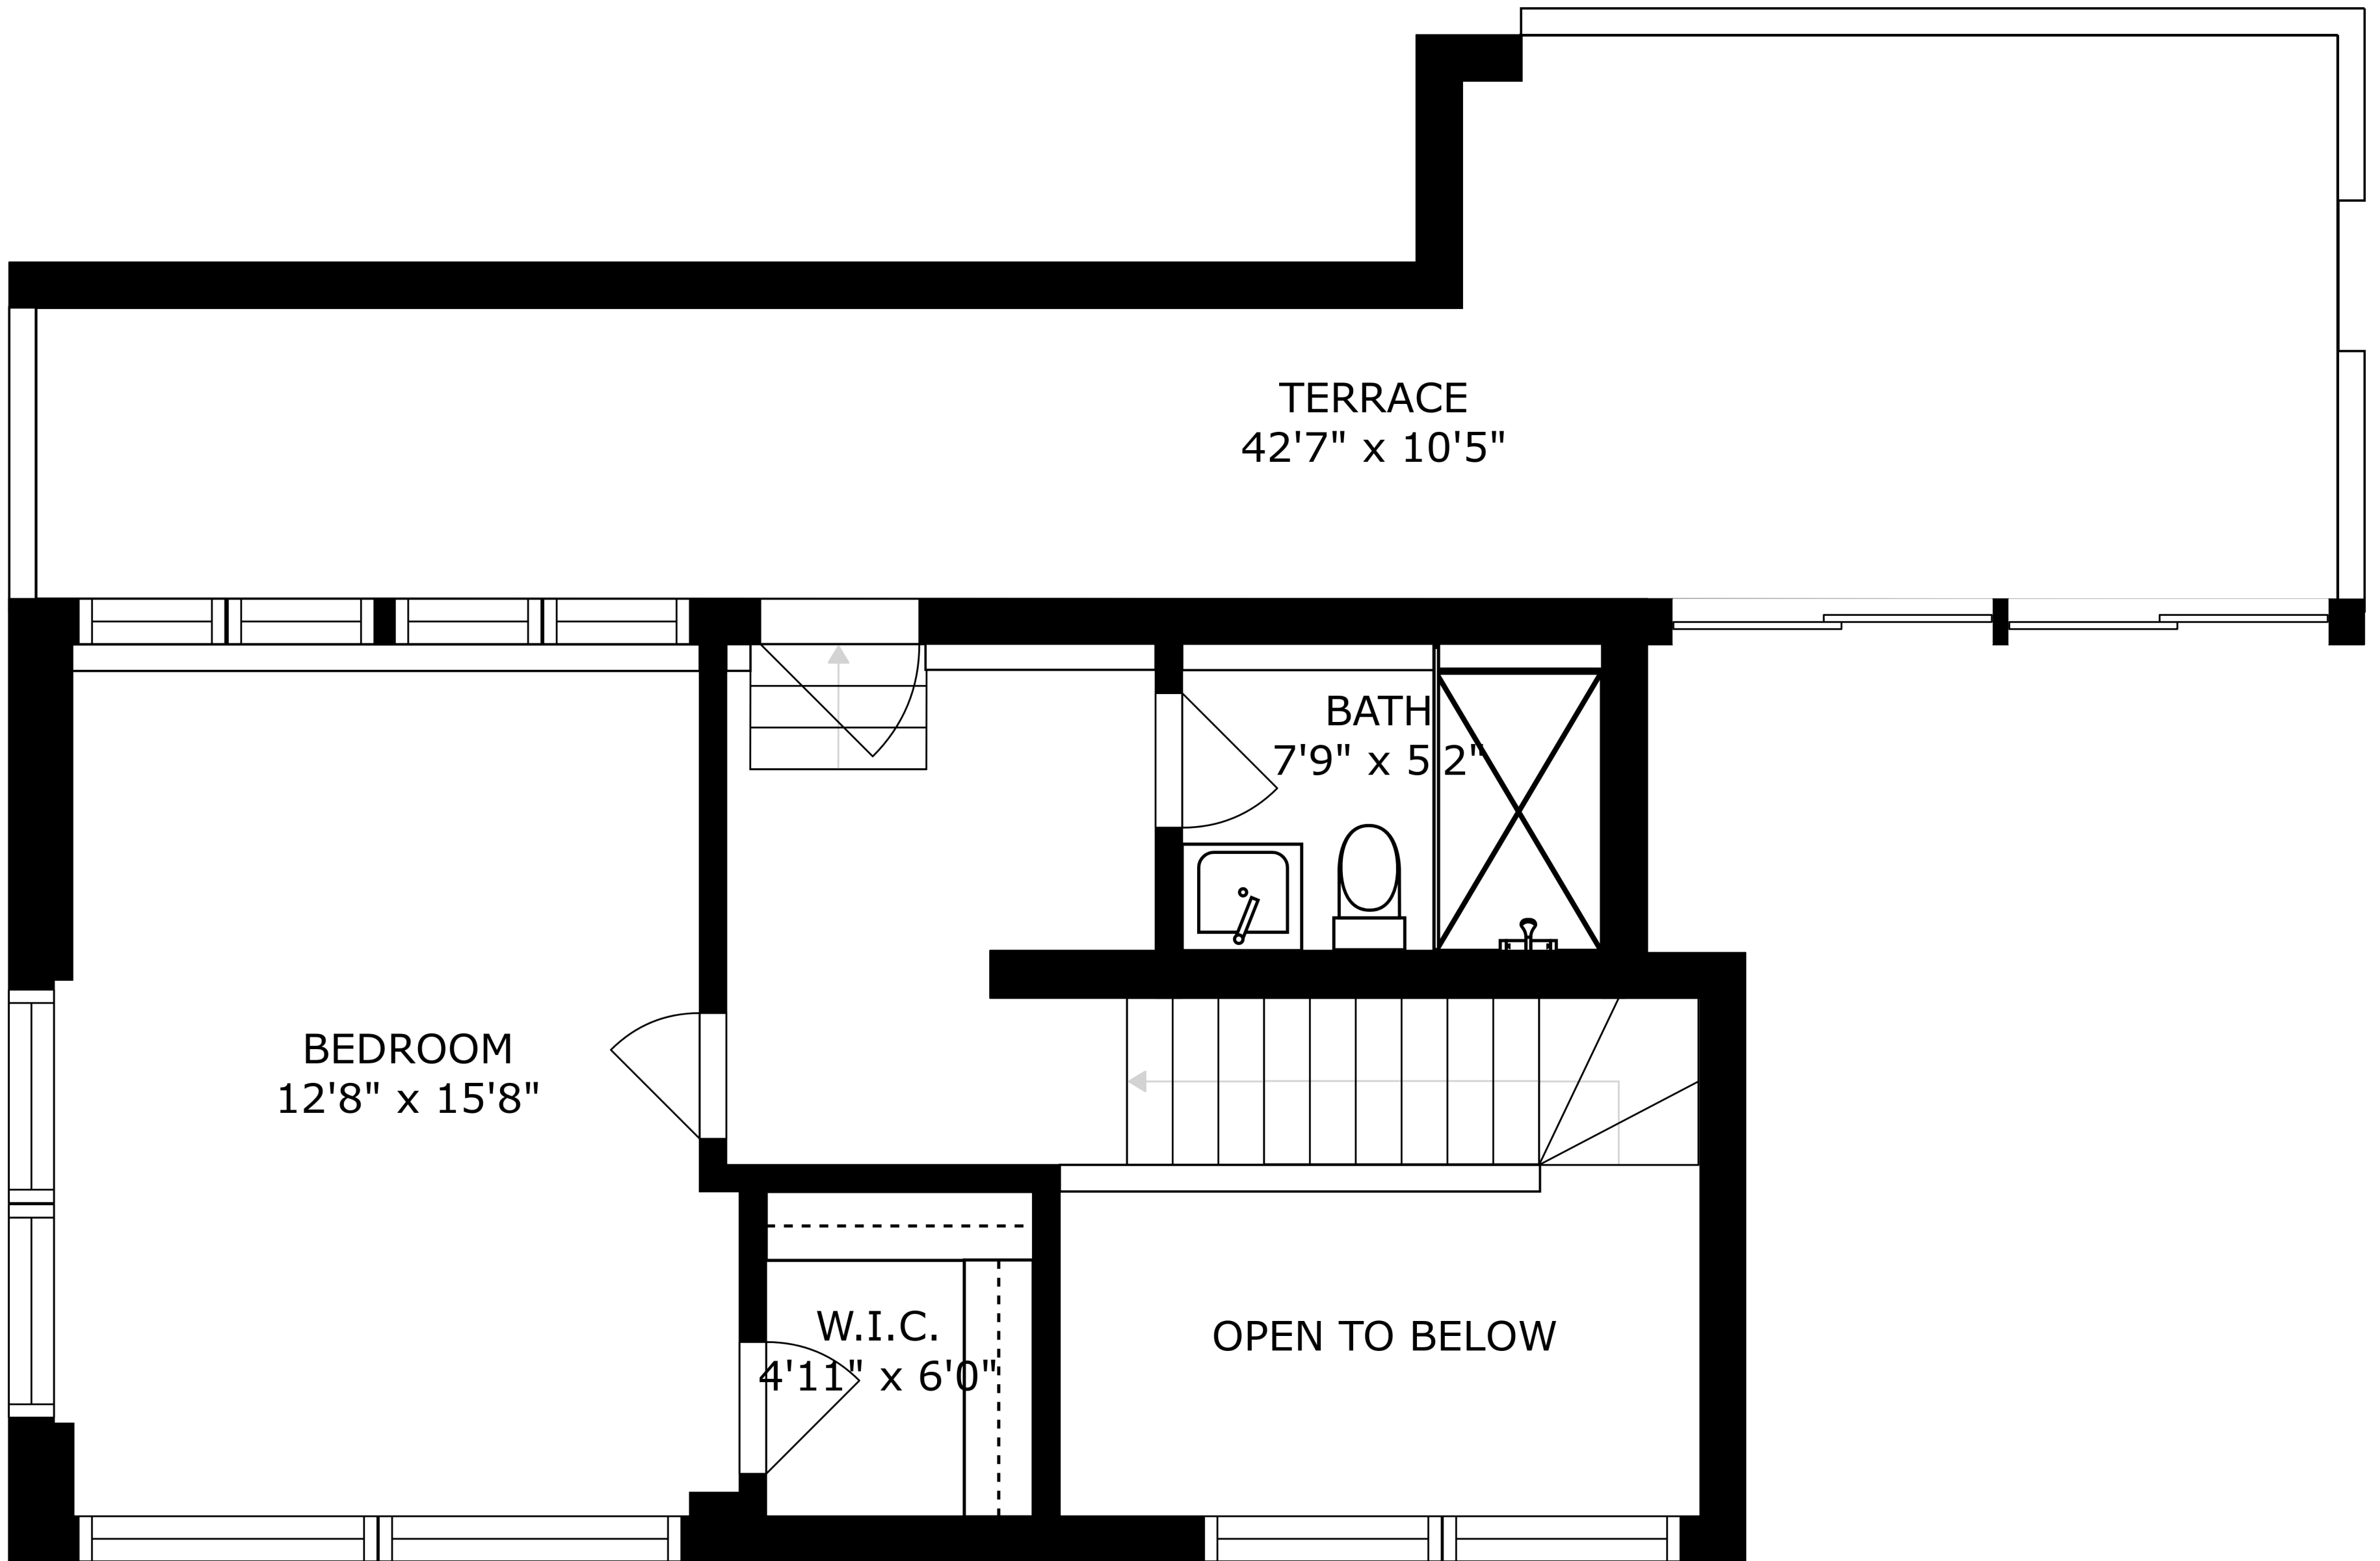 TERRACE
42'7" x 10'5"
BATH
7'9" x 5'2"
BEDROOM
12'8" x 15'8"
W.I.C.
4'11" x 6'0"
OPEN TO BELOW